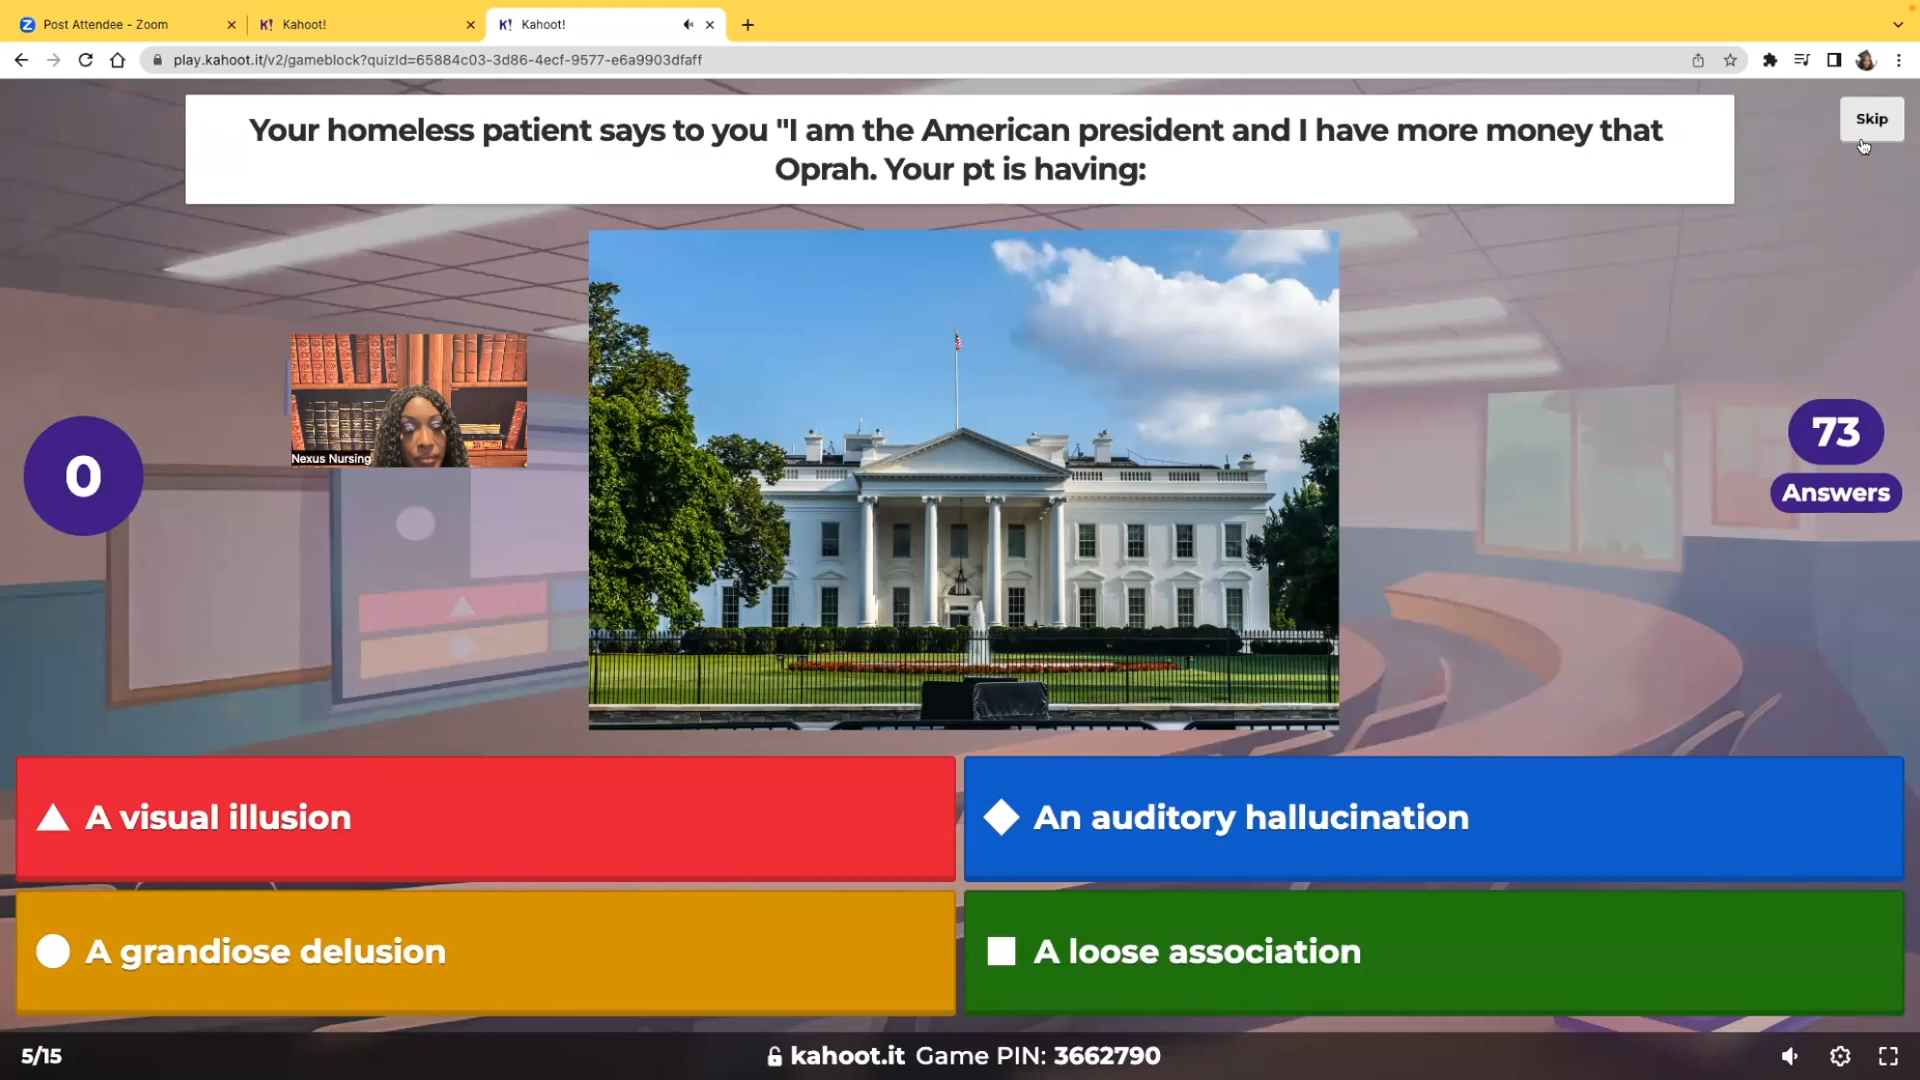 Post Attendee - Zoom
Kahoot!
Kahoot!
play.kahoot.it/v2/gameblock?quizId=65884c03-3d86-4ecf-9577-e6a9903dfaff
Your homeless patient says to you "I am the American president and I have more money that
Oprah. Your pt is having:
Skip
Nexus Nursing
0
73
Answers
A visual illusion
An auditory hallucination
A grandiose delusion
A loose association
5/15
kahoot.it Game PIN: 3662790